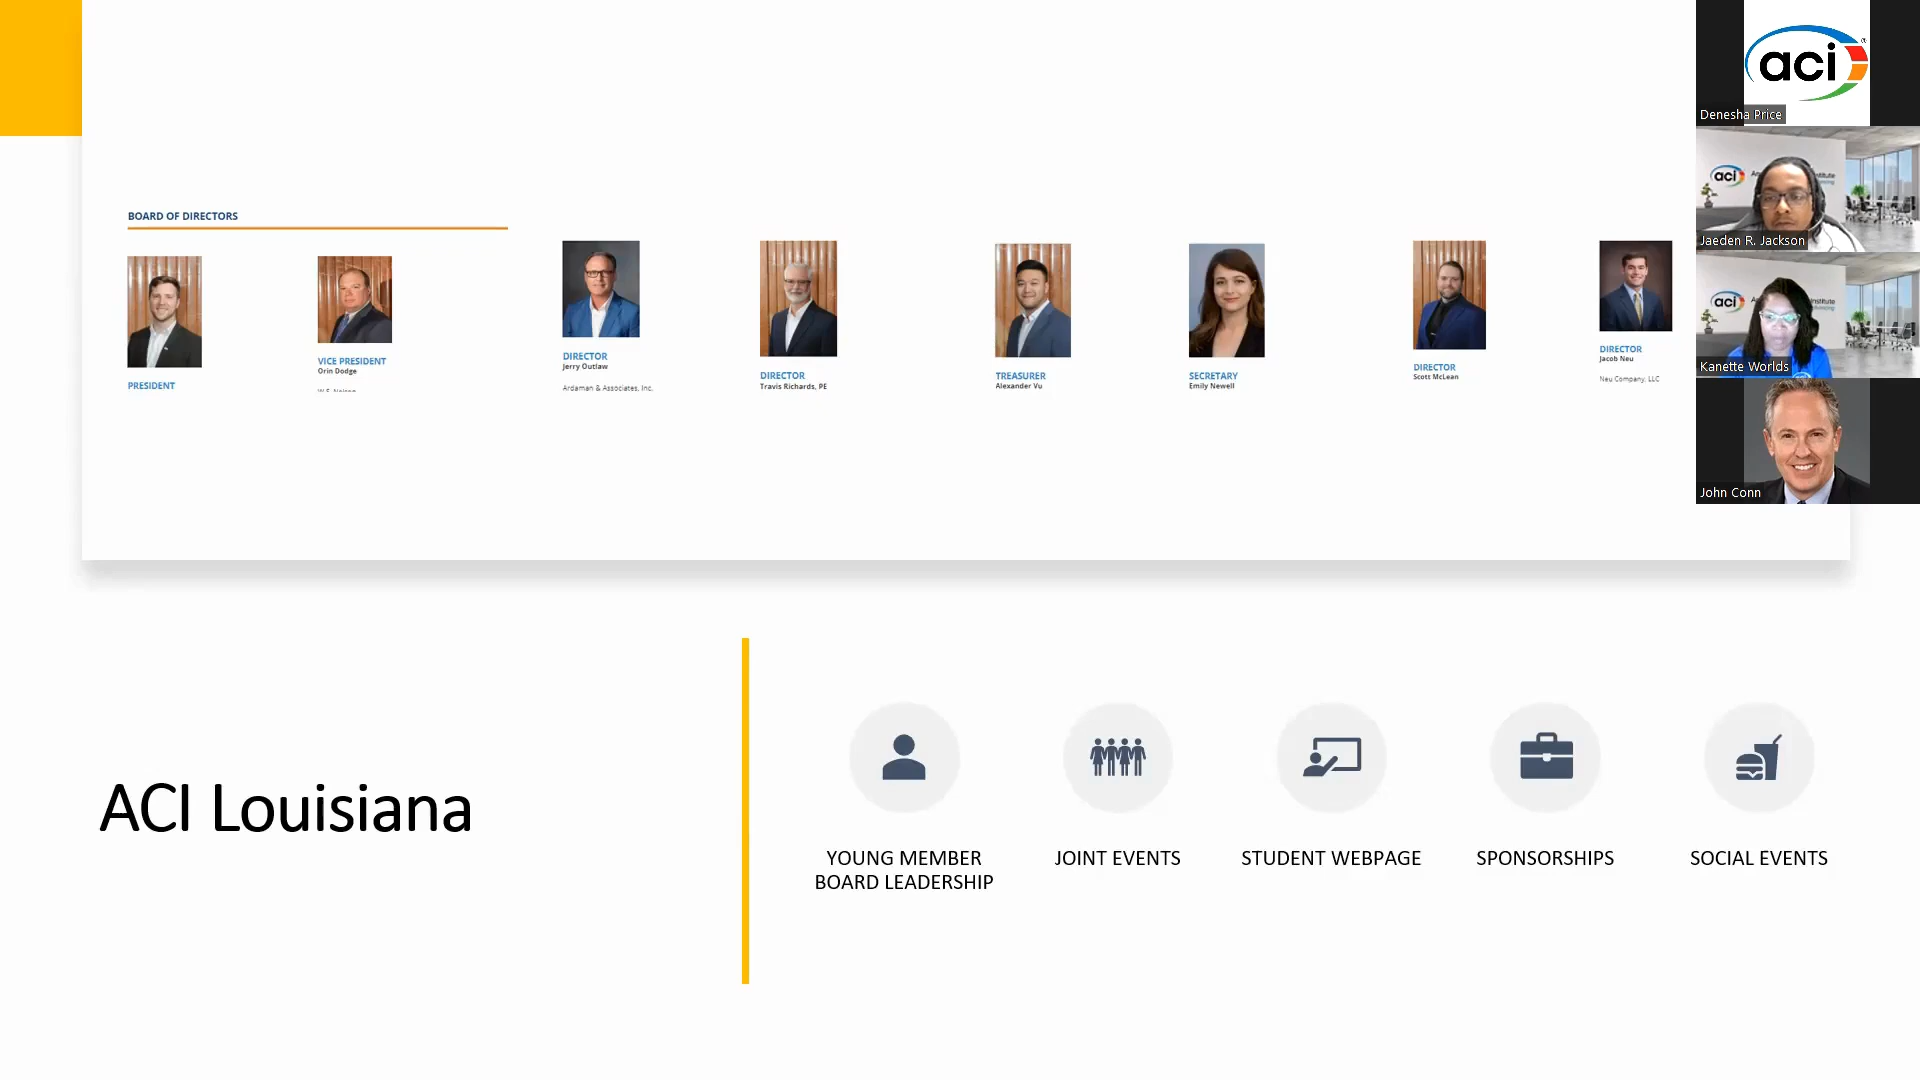 BOARD OF DIRECTORS
PRESIDENT
VICE PRESIDENT
Orin Dodge
DIRECTOR
Jerry Outlaw
Ardaman & Associates, Inc.
DIRECTOR
Travis Richards, PE
TREASURER
Alexander Vu
SECRETARY
Emily Newell
DIRECTOR
Scott McLean
DIRECTOR
Jacob Neu
Neu Company, LLC
aci
Denesha Price
aci
Jaeden R. Jackson
aci
Kanette Worlds
John Conn
ACI Louisiana
YOUNG MEMBER
BOARD LEADERSHIP
JOINT EVENTS
STUDENT WEBPAGE
SPONSORSHIPS
SOCIAL EVENTS